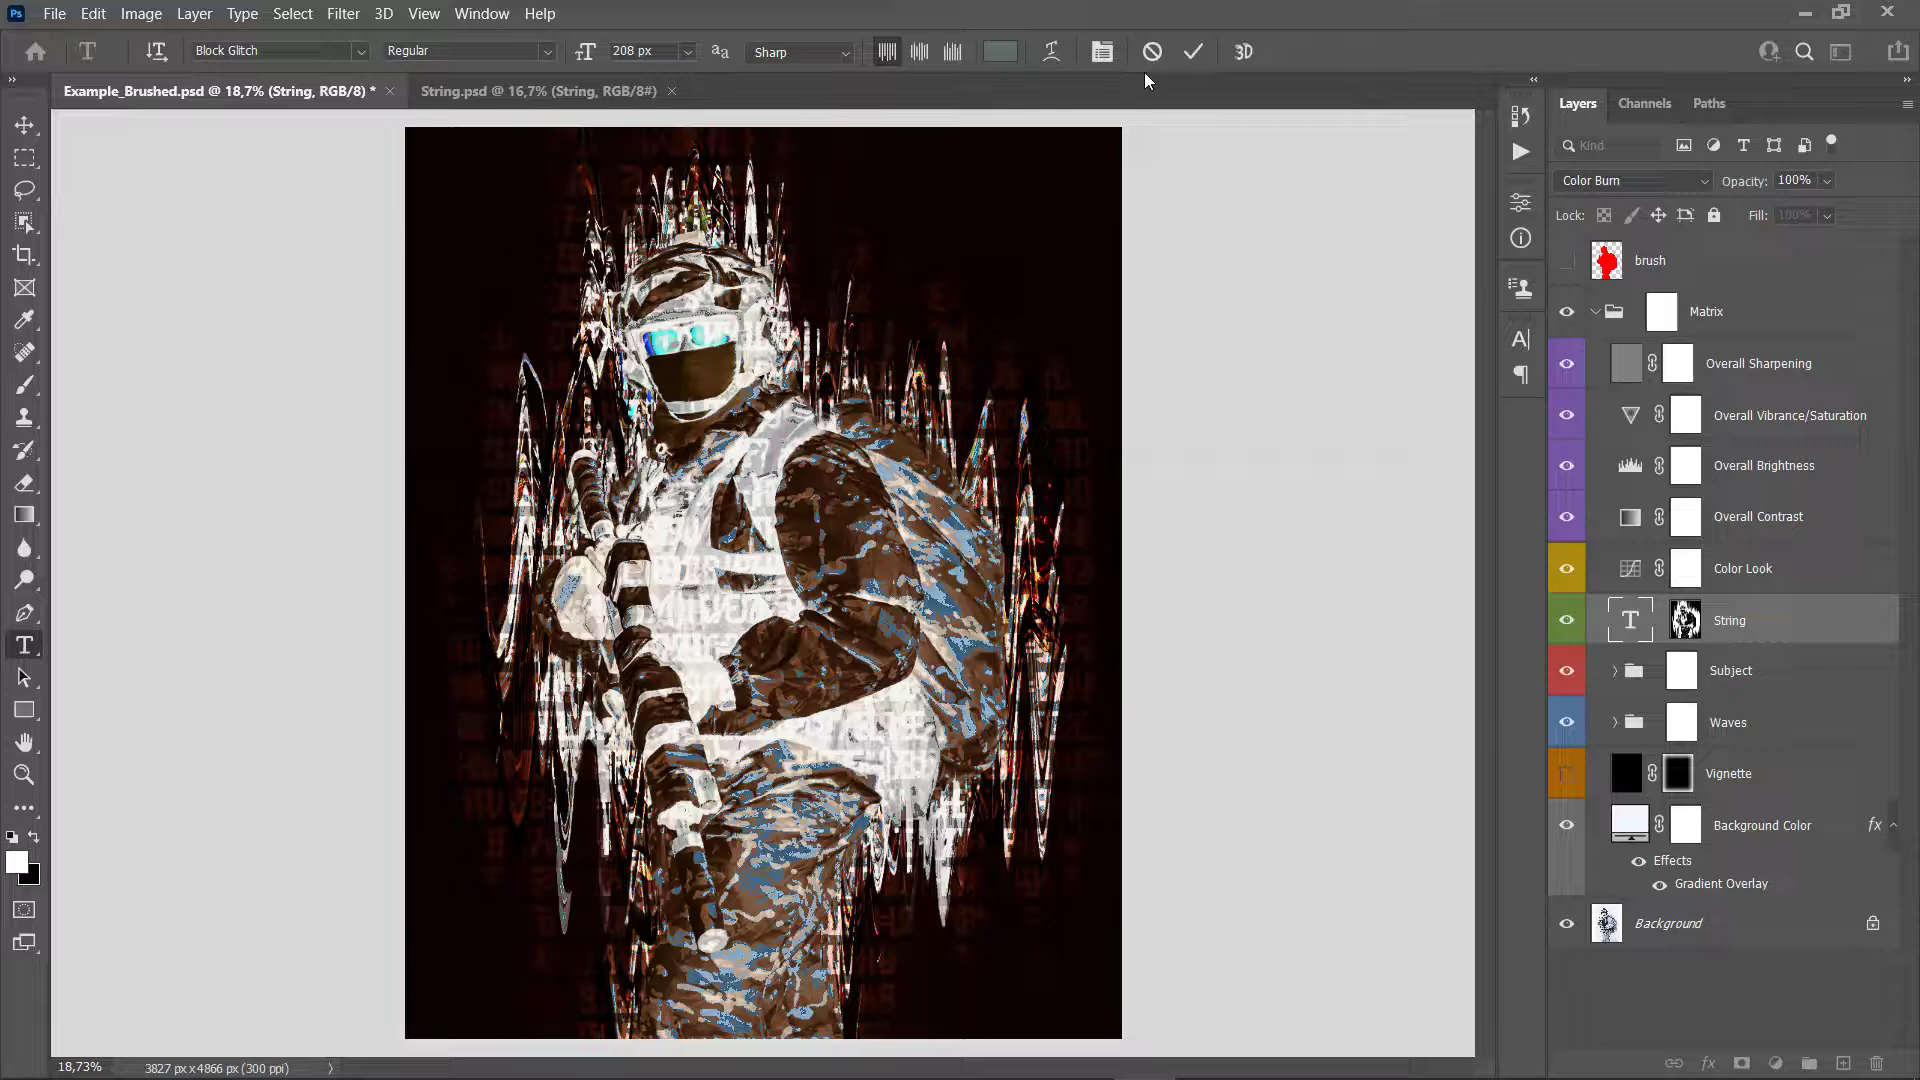 Ps File Edit Image Layer Type Select Filter 3D View Window Help
Block Glitch Regular 208 px Sharp 3D
Example_Brushed.psd @ 18,7% (String, RGB/8) * String.psd @ 16,7% (String, RGB/8#)
Layers Channels Paths
Kind
Color Burn Opacity: 100%
Lock: Fill: 100%
brush
Matrix
Overall Sharpening
Overall Vibrance/Saturation
Overall Brightness
Overall Contrast
Color Look
String
Subject
Waves
Vignette
Background Color fx
Effects
Gradient Overlay
Background
18,73% 3827 px x 4866 px (300 ppi)